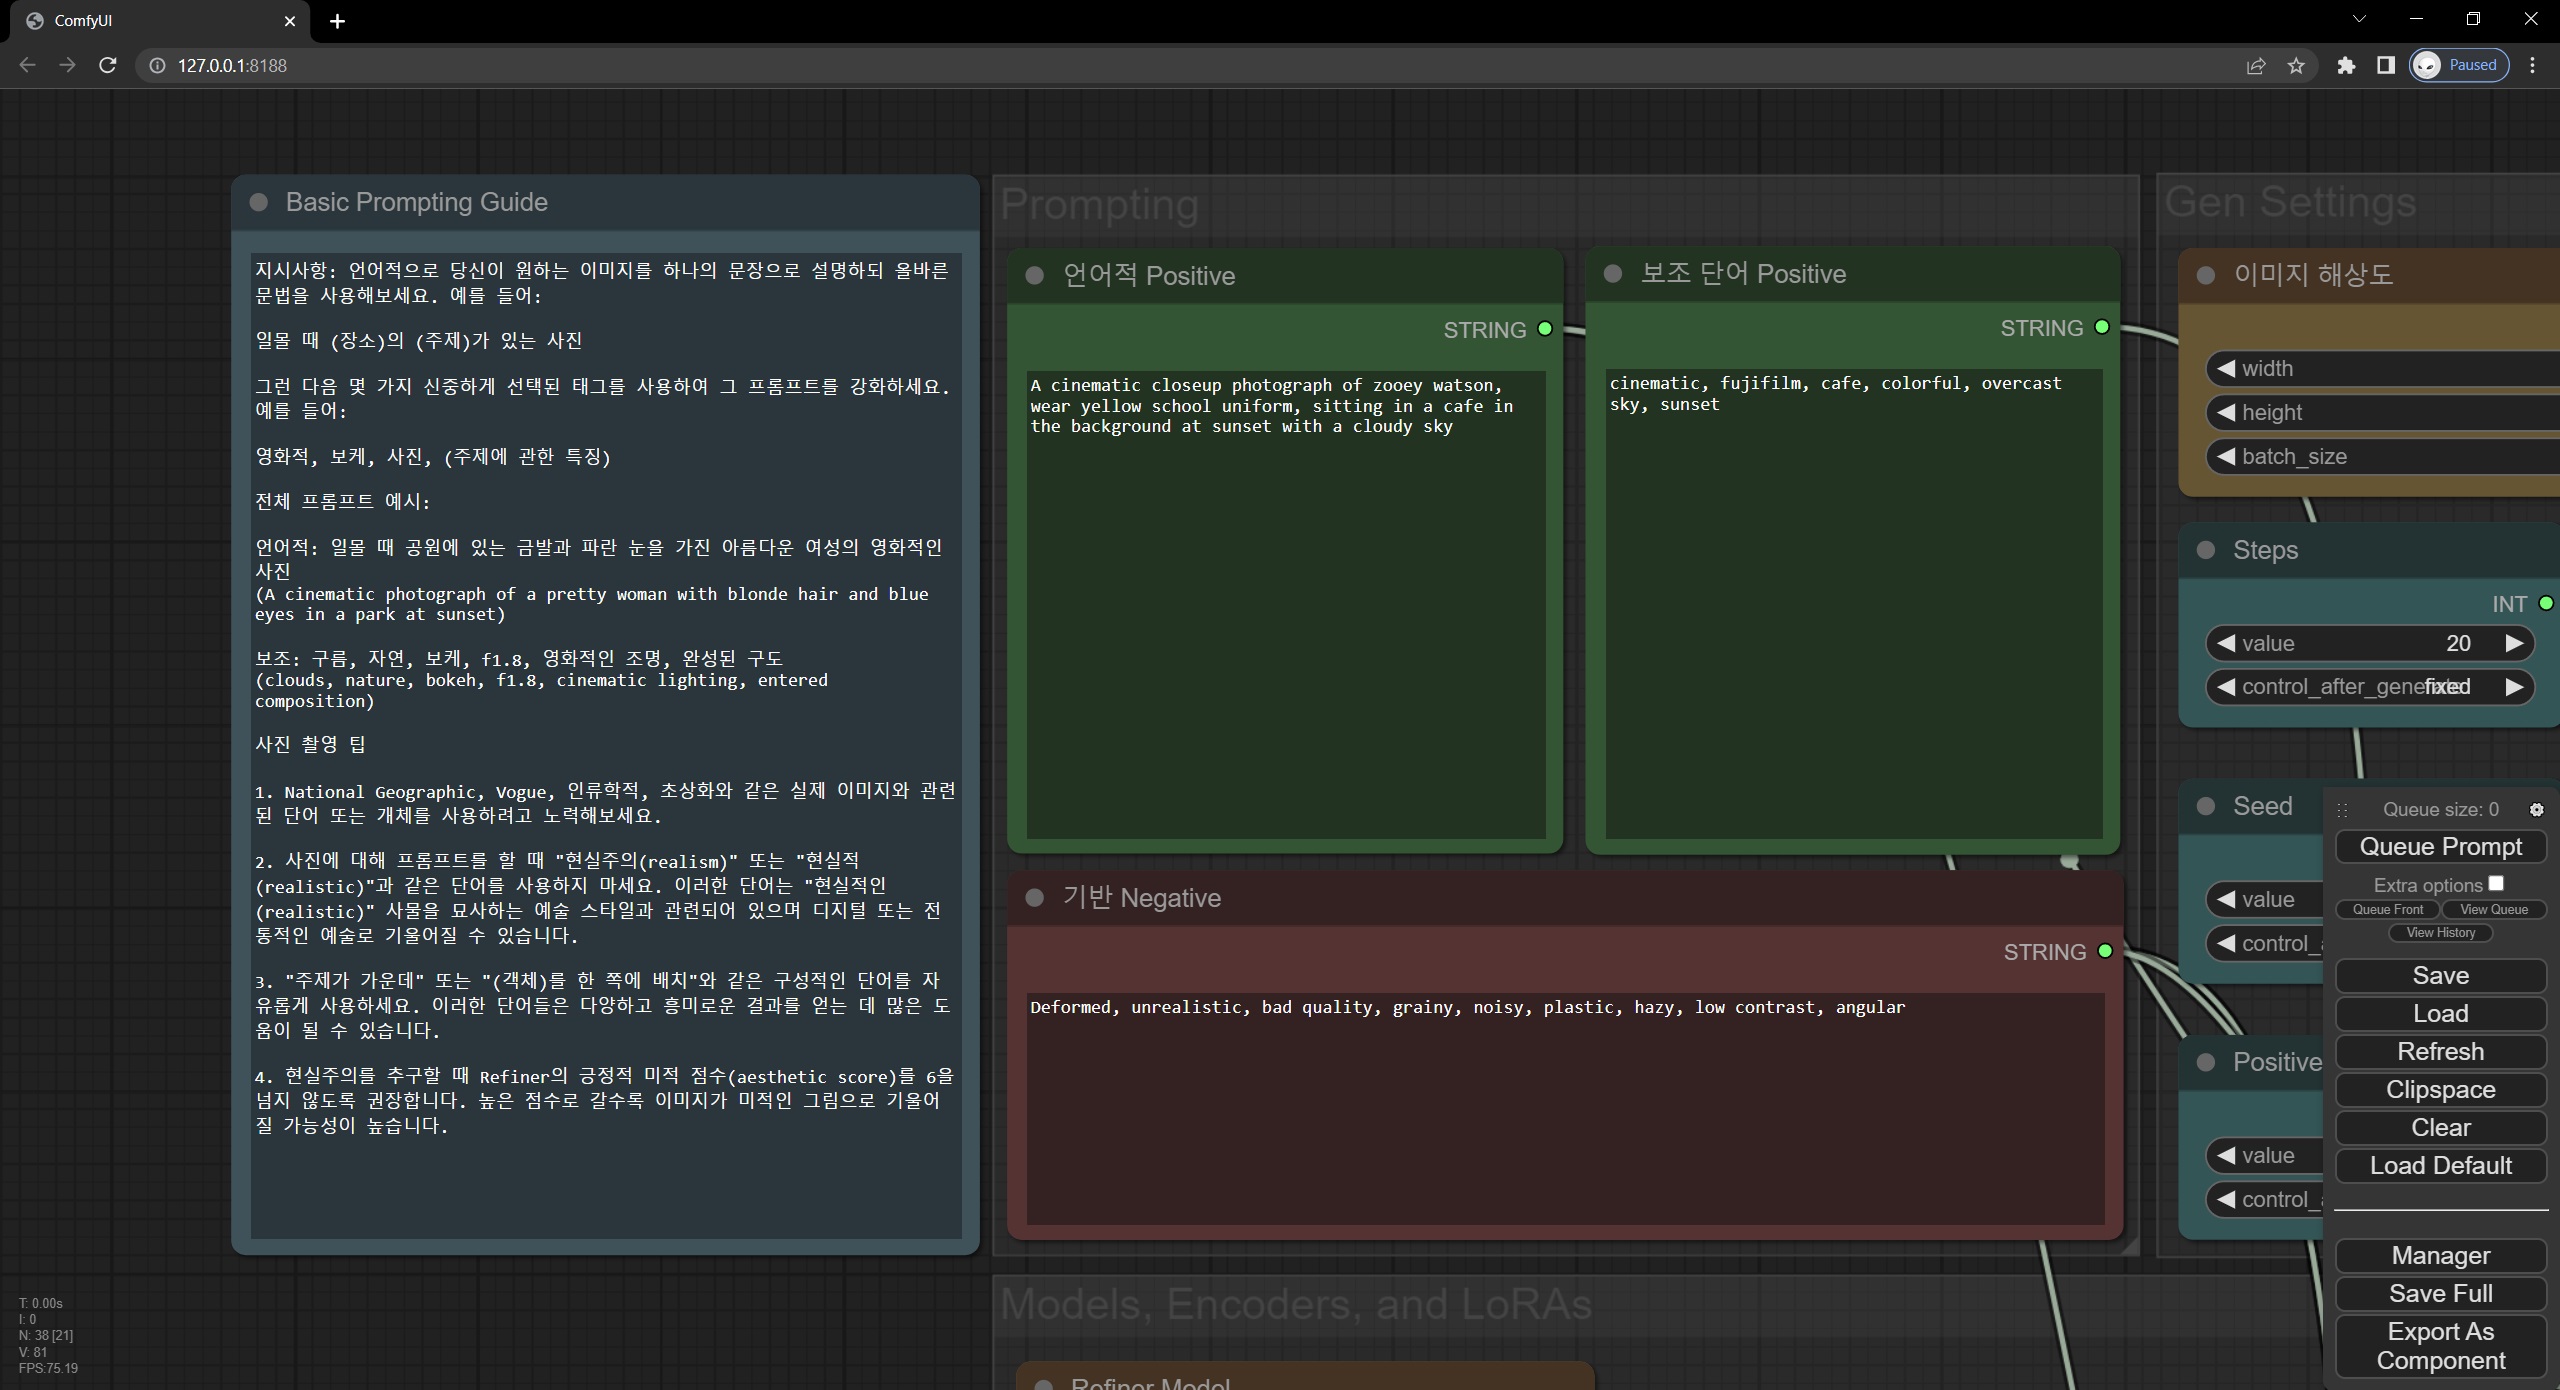 ComfyUI
127.0.0.1:8188
Paused
Basic Prompting Guide
지시사항: 언어적으로 당신이 원하는 이미지를 하나의 문장으로 설명하되 올바른
문법을 사용해보세요. 예를 들어:
일몰 때 (장소)의 (주제)가 있는 사진
그런 다음 몇 가지 신중하게 선택된 태그를 사용하여 그 프롬프트를 강화하세요.
예를 들어:
영화적, 보케, 사진, (주제에 관한 특징)
전체 프롬프트 예시:
언어적: 일몰 때 공원에 있는 금발과 파란 눈을 가진 아름다운 여성의 영화적인
사진
(A cinematic photograph of a pretty woman with blonde hair and blue
eyes in a park at sunset)
보조: 구름, 자연, 보케, f1.8, 영화적인 조명, 완성된 구도
(clouds, nature, bokeh, f1.8, cinematic lighting, entered
composition)
사진 촬영 팁
1. National Geographic, Vogue, 인류학적, 초상화와 같은 실제 이미지와 관련
된 단어 또는 개체를 사용하려고 노력해보세요.
2. 사진에 대해 프롬프트를 할 때 "현실주의(realism)" 또는 "현실적
(realistic)"과 같은 단어를 사용하지 마세요. 이러한 단어는 "현실적인
(realistic)" 사물을 묘사하는 예술 스타일과 관련되어 있으며 디지털 또는 전
통적인 예술로 기울어질 수 있습니다.
3. "주제가 가운데" 또는 "(객체)를 한 쪽에 배치"와 같은 구성적인 단어를 자
유롭게 사용하세요. 이러한 단어들은 다양하고 흥미로운 결과를 얻는 데 많은 도
움이 될 수 있습니다.
4. 현실주의를 추구할 때 Refiner의 긍정적 미적 점수(aesthetic score)를 6을
넘지 않도록 권장합니다. 높은 점수로 갈수록 이미지가 미적인 그림으로 기울어
질 가능성이 높습니다.
Prompting
언어적 Positive
STRING
A cinematic closeup photograph of zooey watson,
wear yellow school uniform, sitting in a cafe in
the background at sunset with a cloudy sky
보조 단어 Positive
STRING
cinematic, fujifilm, cafe, colorful, overcast
sky, sunset
기반 Negative
STRING
Deformed, unrealistic, bad quality, grainy, noisy, plastic, hazy, low contrast, angular
Gen Settings
이미지 해상도
width
height
batch_size
Steps
INT
value 20
control_after_generate fixed
Seed
value
control_a
Positive
value
control_a
Queue size: 0
Queue Prompt
Extra options
Queue Front View Queue
View History
Save
Load
Refresh
Clipspace
Clear
Load Default
Manager
Save Full
Export As
Component
Models, Encoders, and LoRAs
Refiner Model
T: 0.00s
I: 0
N: 38 [21]
V: 81
FPS:75.19